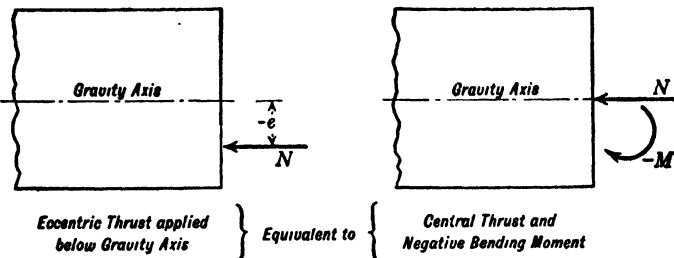 Gravity Axis
-e
N
Gravity Axis
N
-M
Eccentric Thrust applied
below Gravity Axis
Equivalent to
Central Thrust and
Negative Bending Moment